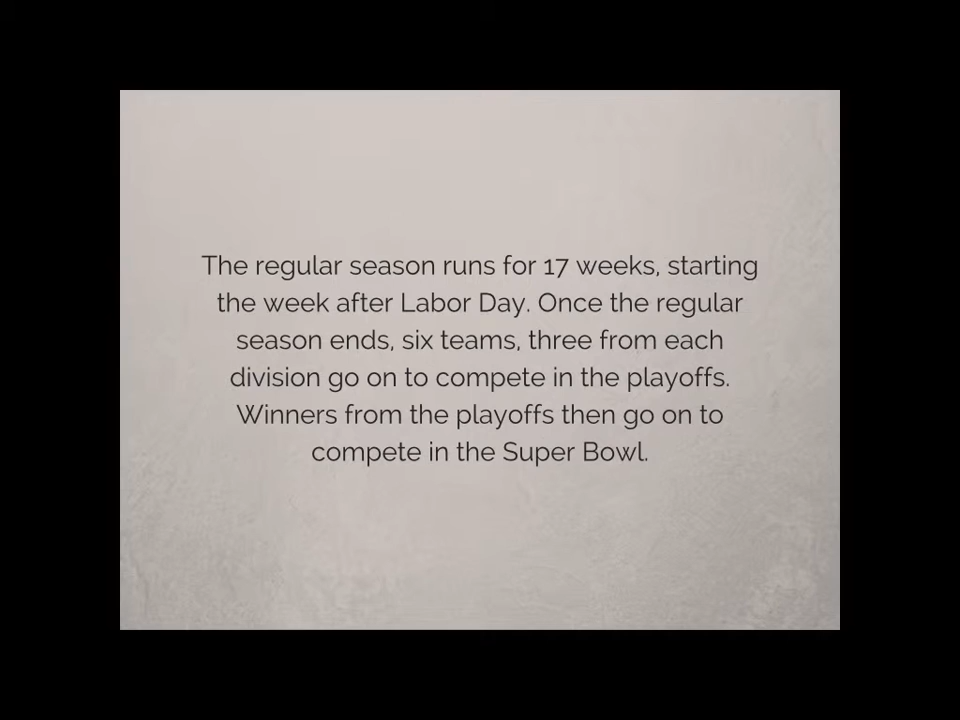 The regular season runs for 17 weeks, starting
the week after Labor Day. Once the regular
season ends, six teams, three from each
division go on to compete in the playoffs.
Winners from the playoffs then go on to
compete in the Super Bowl.